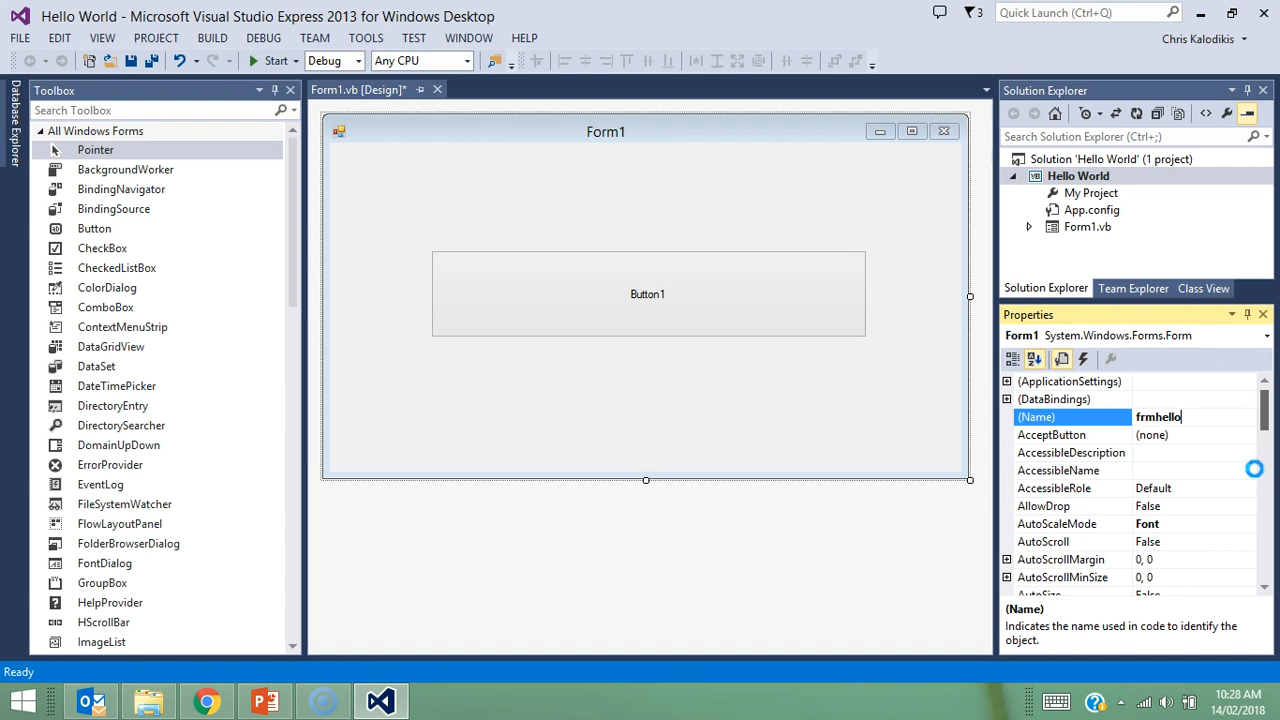 Hello World - Microsoft Visual Studio Express 2013 for Windows Desktop
3
Quick Launch (Ctrl+Q)
FILE EDIT VIEW PROJECT BUILD DEBUG TEAM TOOLS TEST WINDOW HELP
Chris Kalodikis
Start Debug Any CPU
Database Explorer
Toolbox
Search Toolbox
All Windows Forms
Pointer
BackgroundWorker
BindingNavigator
BindingSource
Button
CheckBox
CheckedListBox
ColorDialog
ComboBox
ContextMenuStrip
DataGridView
DataSet
DateTimePicker
DirectoryEntry
DirectorySearcher
DomainUpDown
ErrorProvider
EventLog
FileSystemWatcher
FlowLayoutPanel
FolderBrowserDialog
FontDialog
GroupBox
HelpProvider
HScrollBar
ImageList
Form1.vb [Design]*
Form1
Button1
Solution Explorer
Search Solution Explorer (Ctrl+;)
Solution 'Hello World' (1 project)
VB Hello World
My Project
App.config
Form1.vb
Solution Explorer Team Explorer Class View
Properties
Form1 System.Windows.Forms.Form
(ApplicationSettings)
(DataBindings)
(Name) frmhello
AcceptButton (none)
AccessibleDescription
AccessibleName
AccessibleRole Default
AllowDrop False
AutoScaleMode Font
AutoScroll False
AutoScrollMargin 0, 0
AutoScrollMinSize 0, 0
AutoSize False
(Name)
Indicates the name used in code to identify the
object.
Ready
10:28 AM
14/02/2018